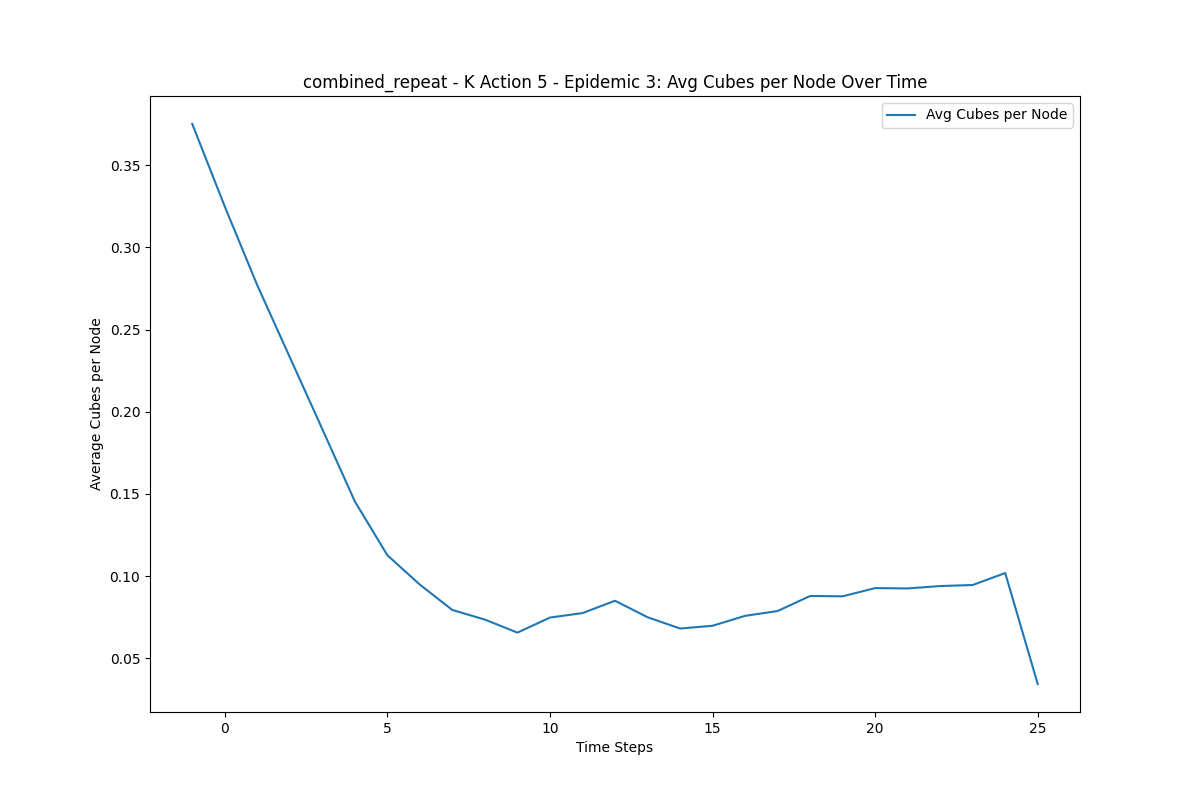 combined_repeat - K Action 5 - Epidemic 3: Avg Cubes per Node Over Time
Avg Cubes per Node
Average Cubes per Node
0.35
0.30
0.25
0.20
0.15
0.10
0.05
0 5 10 15 20 25
Time Steps